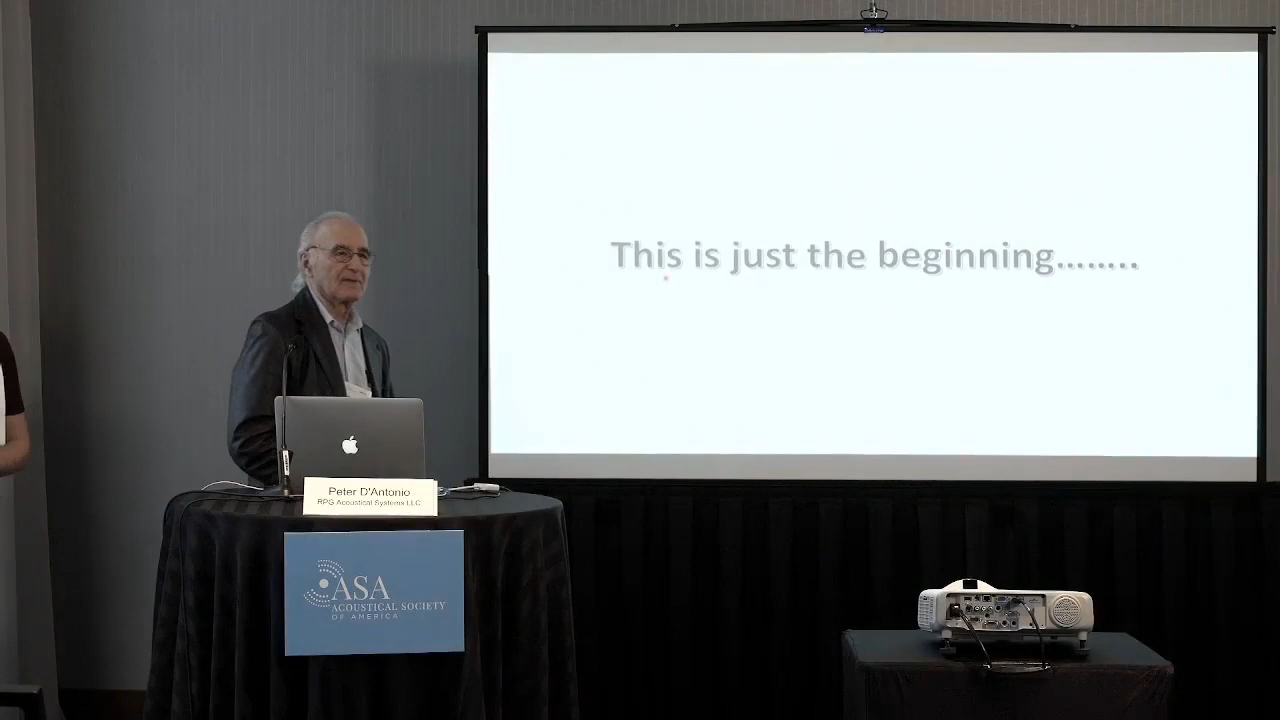 This is just the beginning........
Peter D'Antonio
RPG Acoustical Systems LLC
ASA
ACOUSTICAL SOCIETY
OF AMERICA